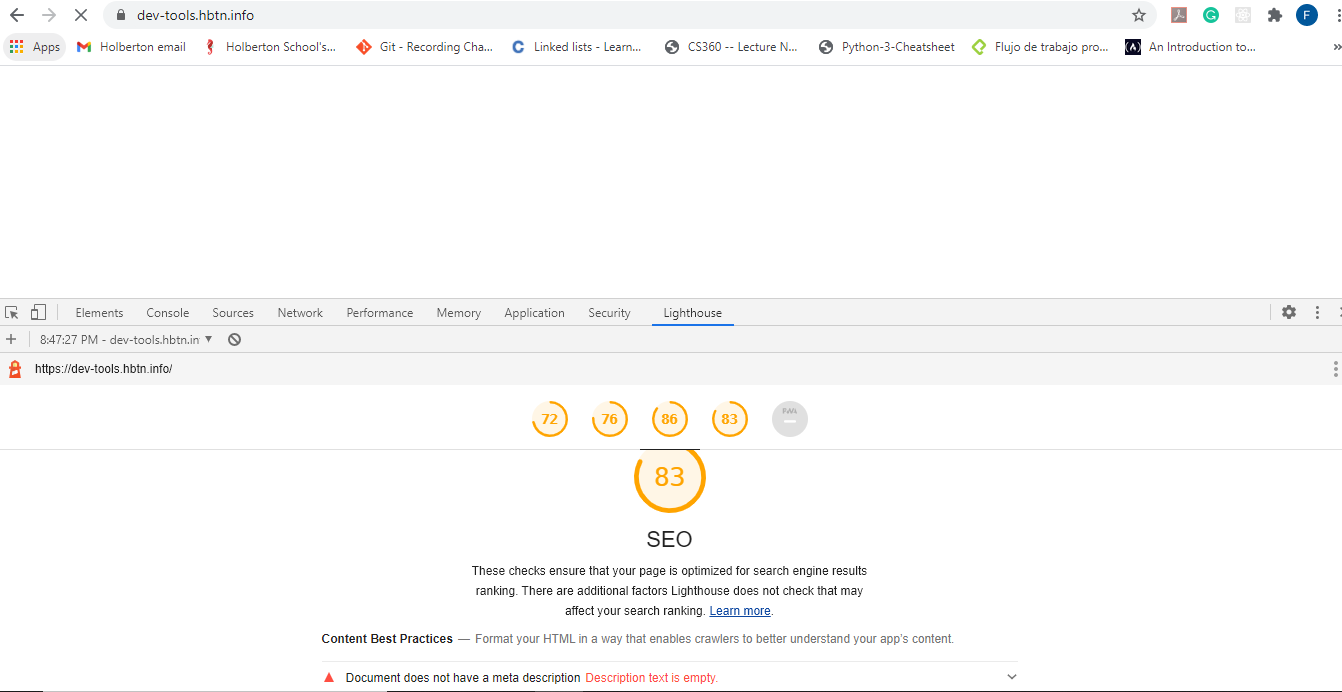 dev-tools.hbtn.info
F
Apps Holberton email Holberton School's... Git - Recording Cha... Linked lists - Learn... CS360 -- Lecture N... Python-3-Cheatsheet Flujo de trabajo pro... An Introduction to... »
Elements Console Sources Network Performance Memory Application Security Lighthouse
8:47:27 PM - dev-tools.hbtn.in
https://dev-tools.hbtn.info/
72 76 86 83 PWA
83
SEO
These checks ensure that your page is optimized for search engine results
ranking. There are additional factors Lighthouse does not check that may
affect your search ranking. Learn more.
Content Best Practices — Format your HTML in a way that enables crawlers to better understand your app's content.
Document does not have a meta description Description text is empty.